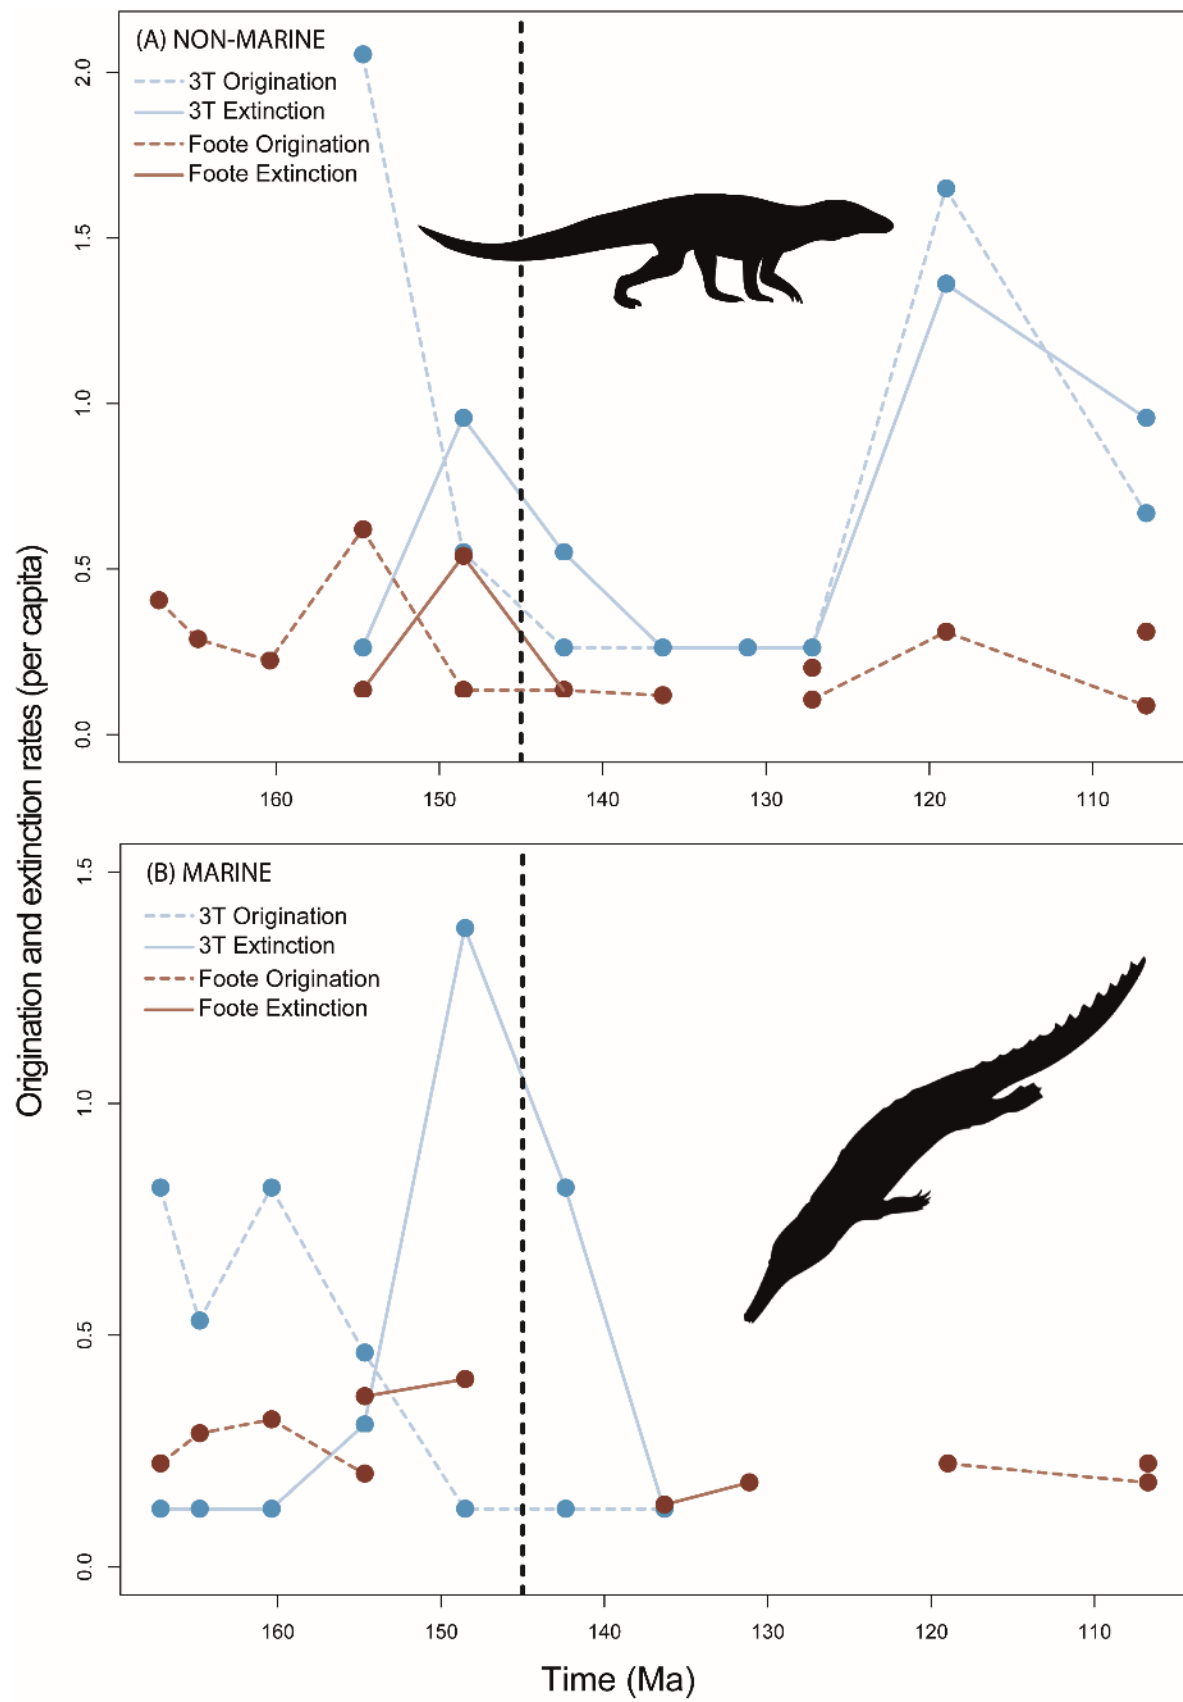 (A) NON-MARINE
3T Origination
3T Extinction
Foote Origination
Foote Extinction
2.0
1.5
1.0
0.5
0.0
160 150 140 130 120 110
Origination and extinction rates (per capita)
(B) MARINE
3T Origination
3T Extinction
Foote Origination
Foote Extinction
1.5
1.0
0.5
0.0
160 150 140 130 120 110
Time (Ma)